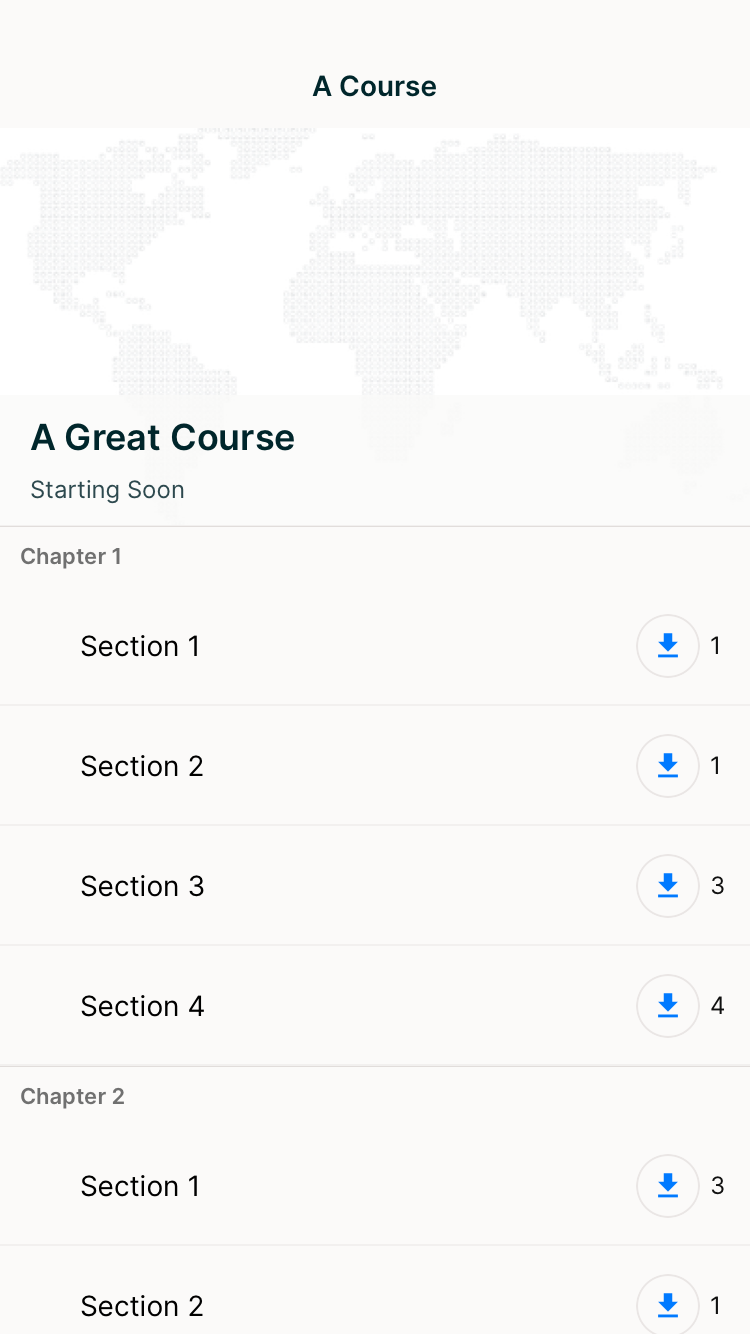 A Course
A Great Course
Starting Soon
Chapter 1
Section 1 1
Section 2 1
Section 3 3
Section 4 4
Chapter 2
Section 1 3
Section 2 1